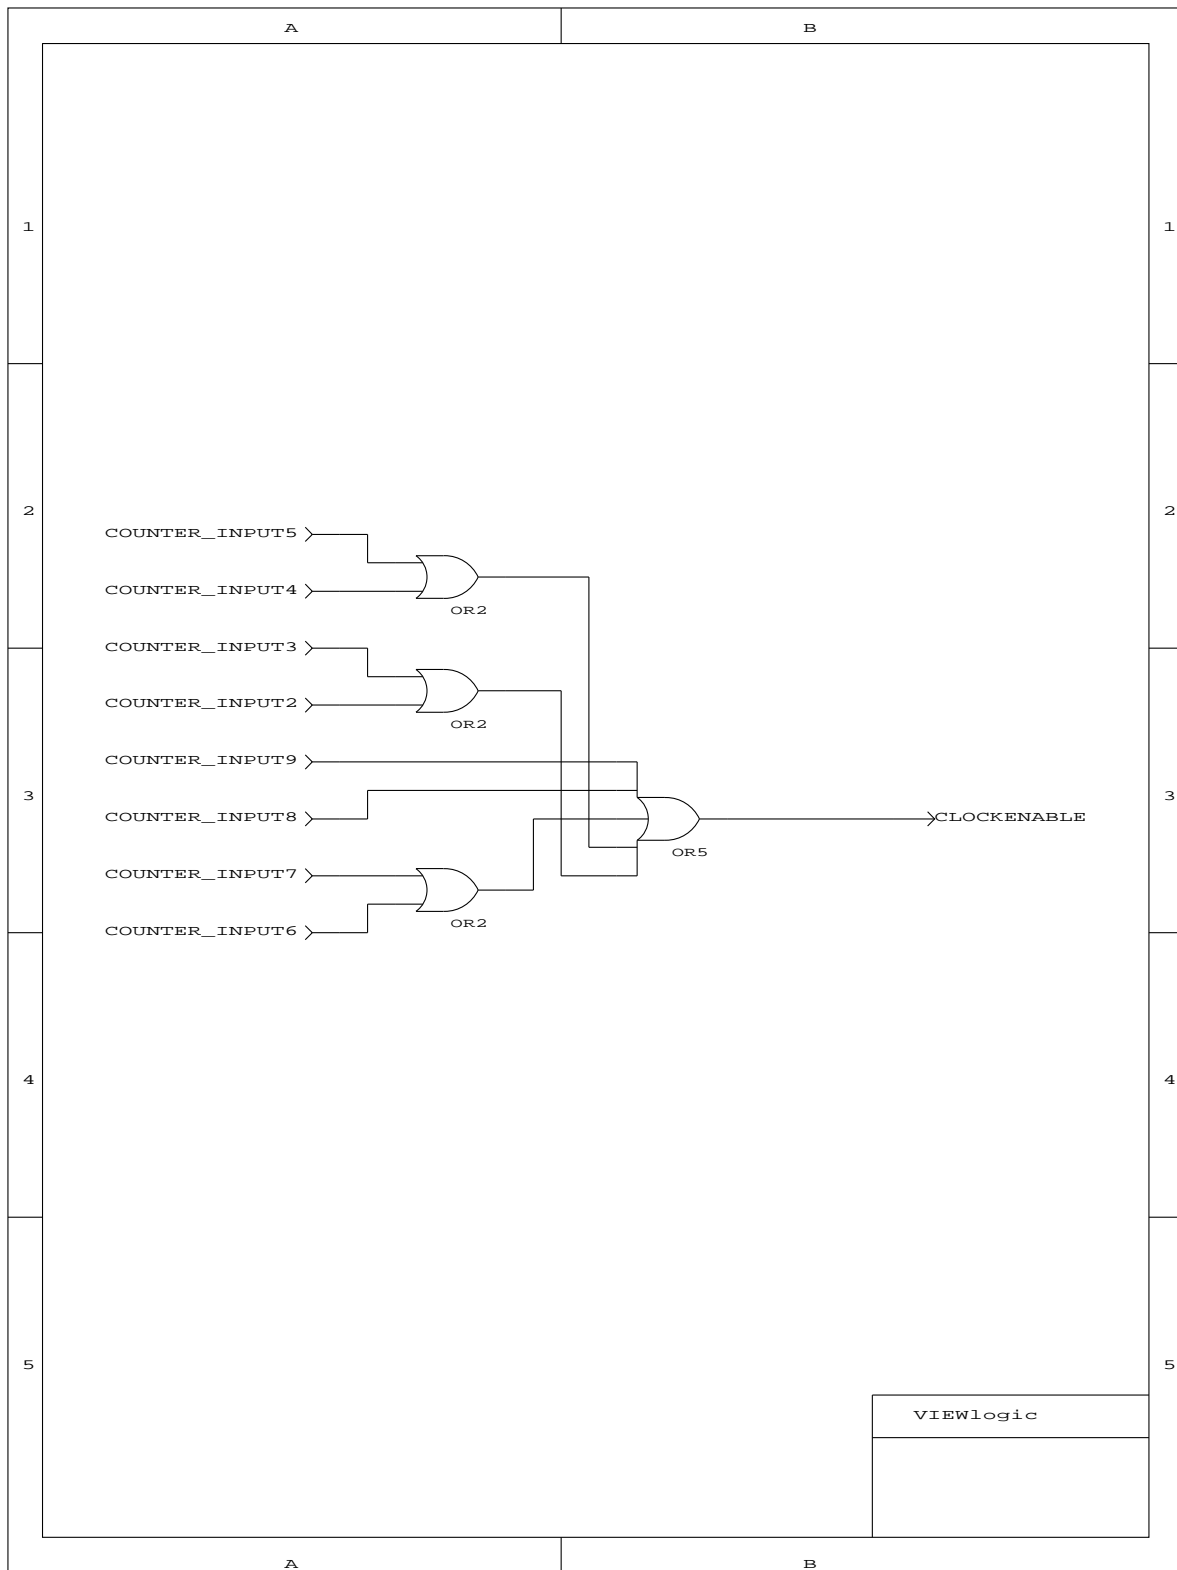 A B
1 1
2 2
COUNTER_INPUT5
COUNTER_INPUT4
OR2
COUNTER_INPUT3
COUNTER_INPUT2
OR2
COUNTER_INPUT9
3 3
COUNTER_INPUT8 CLOCKENABLE
OR5
COUNTER_INPUT7
OR2
COUNTER_INPUT6
4 4
5 5
VIEWlogic
A B